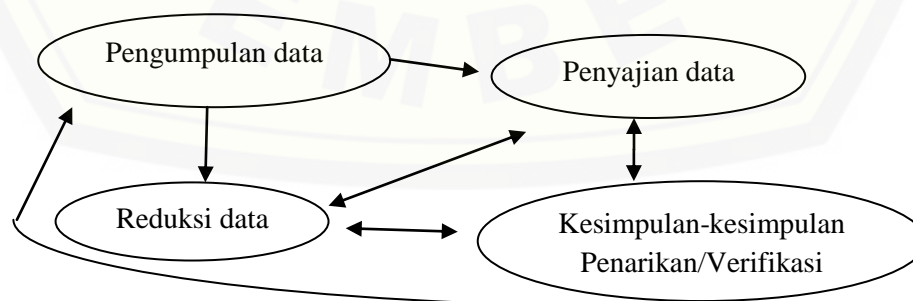 Pengumpulan data
Penyajian data
Reduksi data
Kesimpulan-kesimpulan
Penarikan/Verifikasi